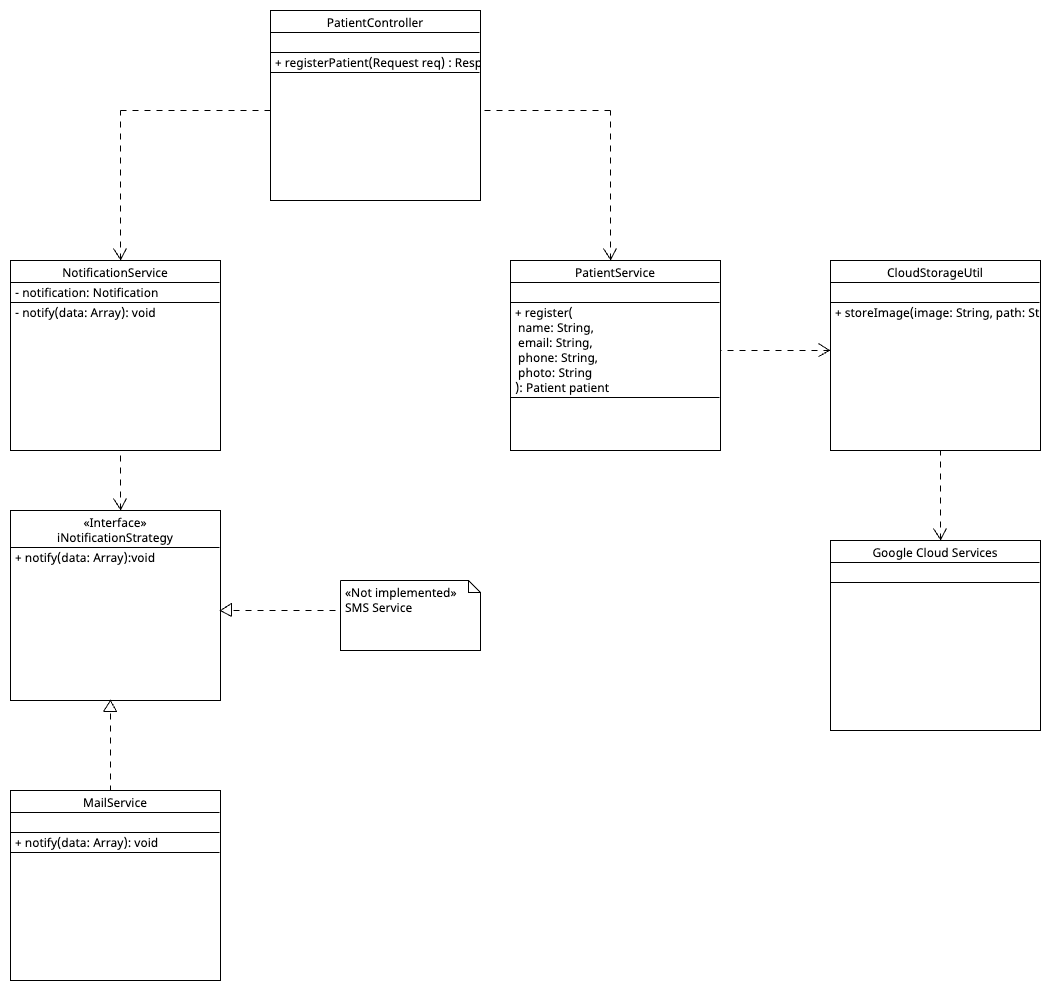 PatientController
+ registerPatient(Request req) : Resp
NotificationService
- notification: Notification
- notify(data: Array): void
PatientService
+ register(
name: String,
email: String,
phone: String,
photo: String
): Patient patient
CloudStorageUtil
+ storeImage(image: String, path: St
«Interface»
iNotificationStrategy
+ notify(data: Array):void
«Not implemented»
SMS Service
Google Cloud Services
MailService
+ notify(data: Array): void